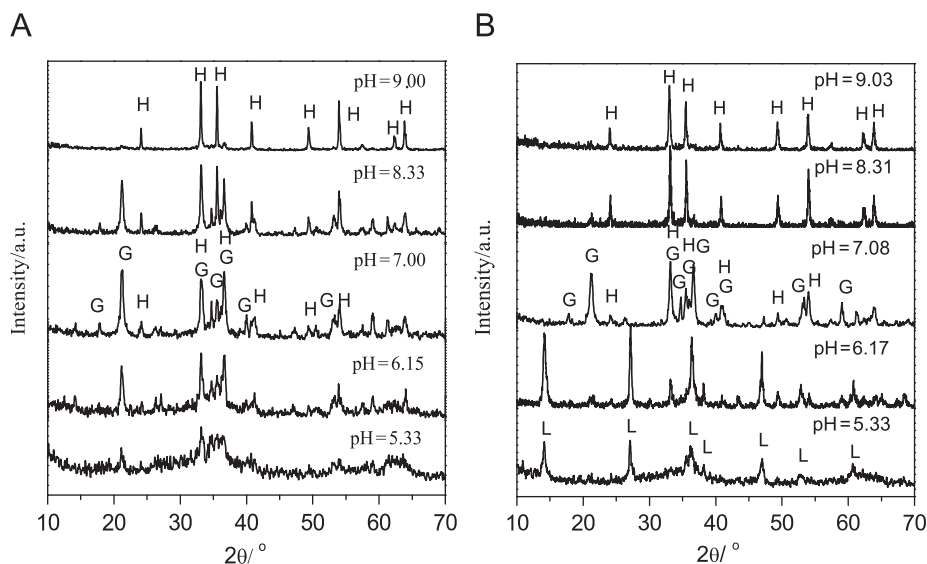 A
B
H
H
H
H
H
H
H
H
pH=9.00
pH=8.33
H
H
G
G
G
G
H
H
G
H
G
H
pH=7.00
pH=6.15
pH=5.33
Intensity/a.u.
10 20 30 40 50 60 70
2θ/ °
H
H
H
H
H
H
H
pH=9.03
pH=8.31
H
H
G
G
G
G
G
G
H
H
G
G
H
G
H
G
pH=7.08
pH=6.17
pH=5.33
L
L
L
L
L
L
L
Intensity/a.u.
10 20 30 40 50 60 70
2θ/ °